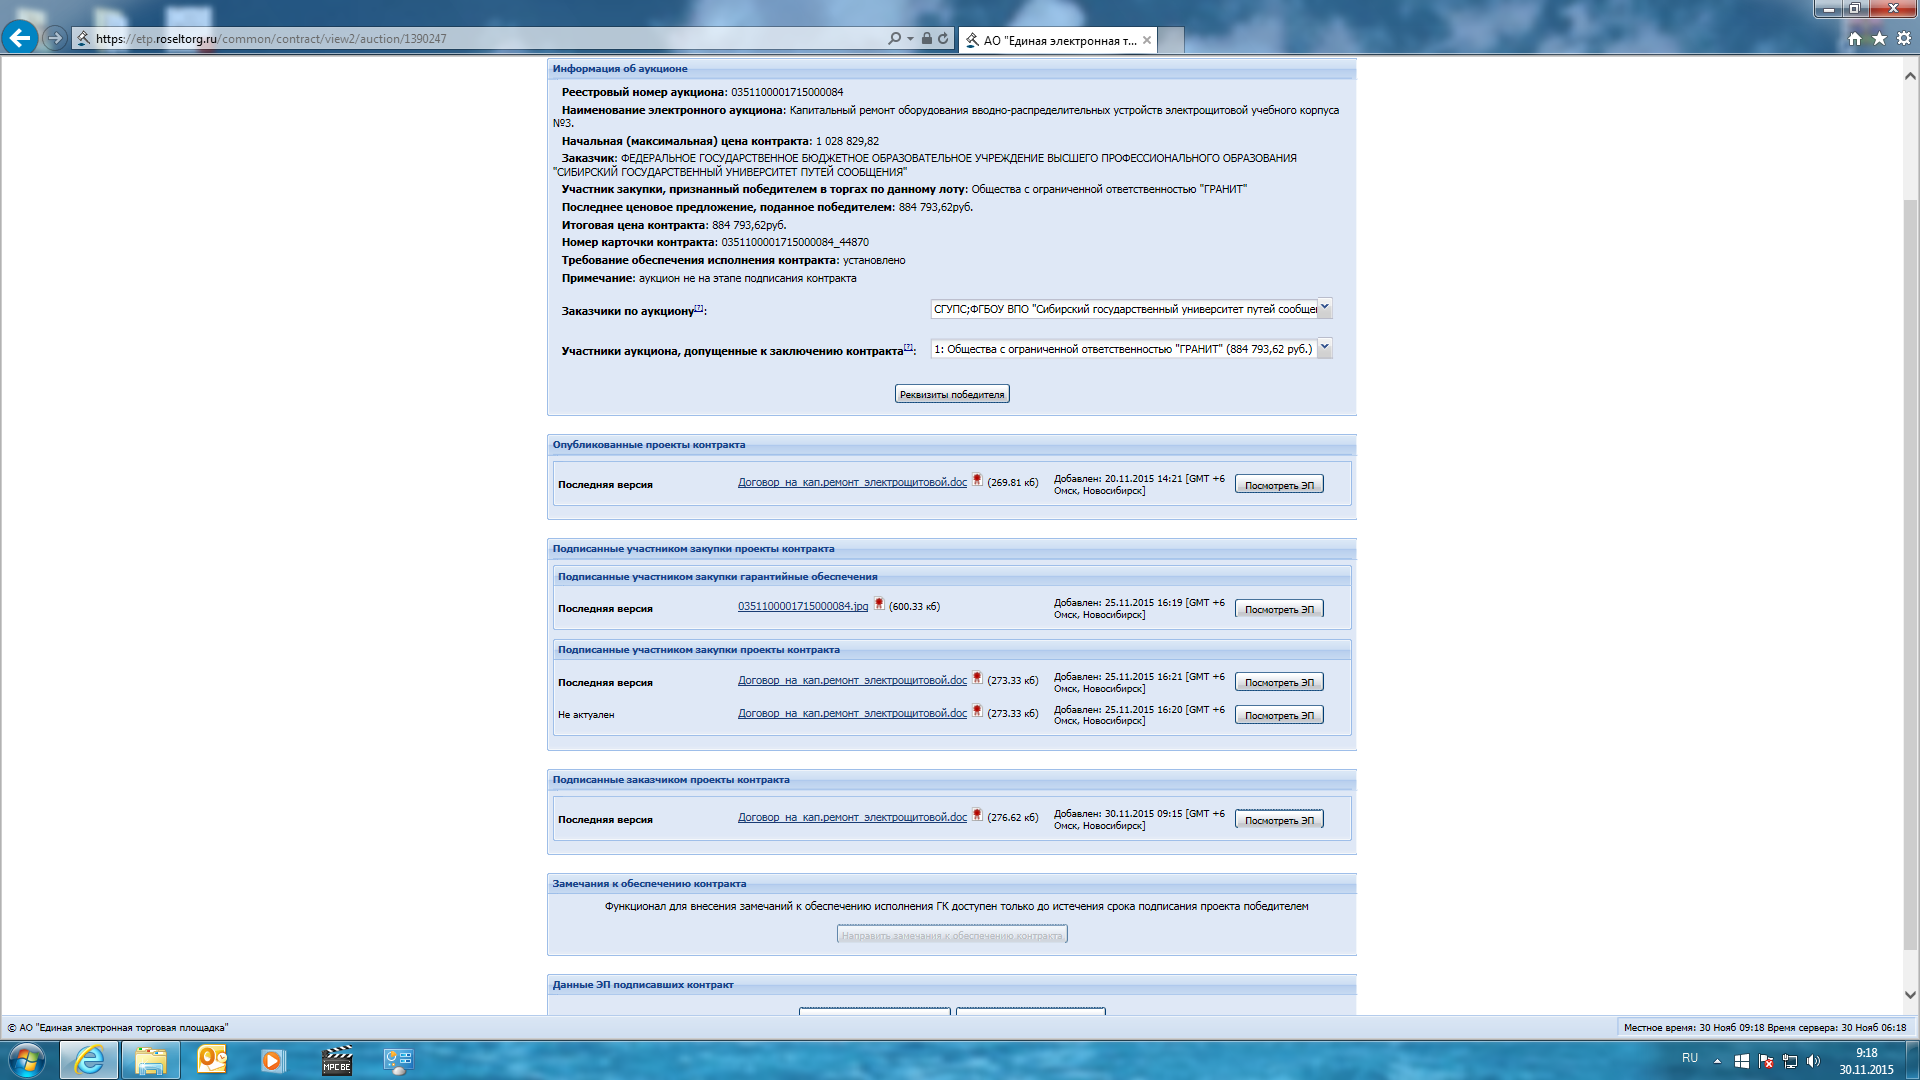 https://etp.roseltorg.ru/common/contract/view2/auction/1390247
АО "Единая электронная т...
Информация об аукционе
Реестровый номер аукциона: 0351100001715000084
Наименование электронного аукциона: Капитальный ремонт оборудования вводно-распределительных устройств электрощитовой учебного корпуса
№3.
Начальная (максимальная) цена контракта: 1 028 829,82
Заказчик: ФЕДЕРАЛЬНОЕ ГОСУДАРСТВЕННОЕ БЮДЖЕТНОЕ ОБРАЗОВАТЕЛЬНОЕ УЧРЕЖДЕНИЕ ВЫСШЕГО ПРОФЕССИОНАЛЬНОГО ОБРАЗОВАНИЯ
"СИБИРСКИЙ ГОСУДАРСТВЕННЫЙ УНИВЕРСИТЕТ ПУТЕЙ СООБЩЕНИЯ"
Участник закупки, признанный победителем в торгах по данному лоту: Общества с ограниченной ответственностью "ГРАНИТ"
Последнее ценовое предложение, поданное победителем: 884 793,62руб.
Итоговая цена контракта: 884 793,62руб.
Номер карточки контракта: 0351100001715000084_44870
Требование обеспечения исполнения контракта: установлено
Примечание: аукцион не на этапе подписания контракта
Заказчики по аукциону[?]: СГУПС;ФГБОУ ВПО "Сибирский государственный университет путей сообще
Участники аукциона, допущенные к заключению контракта[?]: 1: Общества с ограниченной ответственностью "ГРАНИТ" (884 793,62 руб.)
Реквизиты победителя
Опубликованные проекты контракта
Последняя версия Договор_на_кап.ремонт_электрощитовой.doc (269.81 кб) Добавлен: 20.11.2015 14:21 [GMT +6 Посмотреть ЭП
Омск, Новосибирск]
Подписанные участником закупки проекты контракта
Подписанные участником закупки гарантийные обеспечения
Последняя версия 0351100001715000084.jpg (600.33 кб) Добавлен: 25.11.2015 16:19 [GMT +6 Посмотреть ЭП
Омск, Новосибирск]
Подписанные участником закупки проекты контракта
Последняя версия Договор_на_кап.ремонт_электрощитовой.doc (273.33 кб) Добавлен: 25.11.2015 16:21 [GMT +6 Посмотреть ЭП
Омск, Новосибирск]
Не актуален Договор_на_кап.ремонт_электрощитовой.doc (273.33 кб) Добавлен: 25.11.2015 16:20 [GMT +6 Посмотреть ЭП
Омск, Новосибирск]
Подписанные заказчиком проекты контракта
Последняя версия Договор_на_кап.ремонт_электрощитовой.doc (276.62 кб) Добавлен: 30.11.2015 09:15 [GMT +6 Посмотреть ЭП
Омск, Новосибирск]
Замечания к обеспечению контракта
Функционал для внесения замечаний к обеспечению исполнения ГК доступен только до истечения срока подписания проекта победителем
Направить замечания к обеспечению контракта
Данные ЭП подписавших контракт
© АО "Единая электронная торговая площадка" Местное время: 30 Нояб 09:18 Время сервера: 30 Нояб 06:18
MPC BE
RU
9:18
30.11.2015